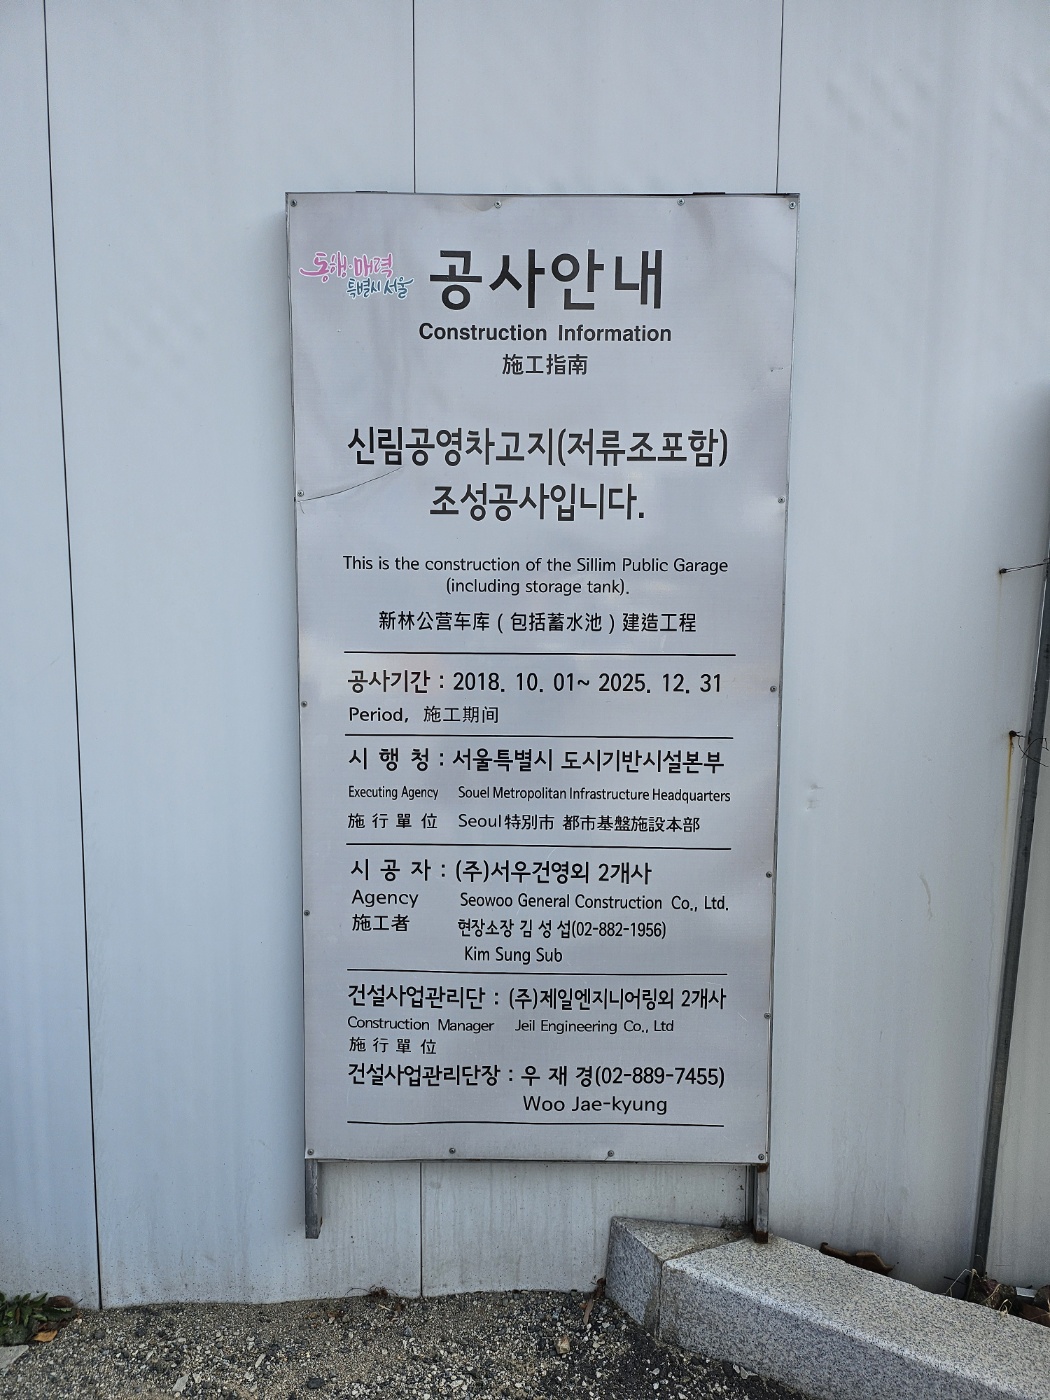 동행·매력
특별시 서울
공사안내
Construction Information
施工指南
신림공영차고지(저류조포함)
조성공사입니다.
This is the construction of the Sillim Public Garage
(including storage tank).
新林公营车库 ( 包括蓄水池 ) 建造工程
공사기간 : 2018. 10. 01~ 2025. 12. 31
Period, 施工期间
시 행 청 : 서울특별시 도시기반시설본부
Executing Agency Souel Metropolitan Infrastructure Headquarters
施 行 單 位 Seoul特別市 都市基盤施設本部
시 공 자 : (주)서우건영외 2개사
Agency Seowoo General Construction Co., Ltd.
施工者 현장소장 김 성 섭(02-882-1956)
Kim Sung Sub
건설사업관리단 : (주)제일엔지니어링외 2개사
Construction Manager Jeil Engineering Co., Ltd
施 行 單 位
건설사업관리단장 : 우 재 경(02-889-7455)
Woo Jae-kyung